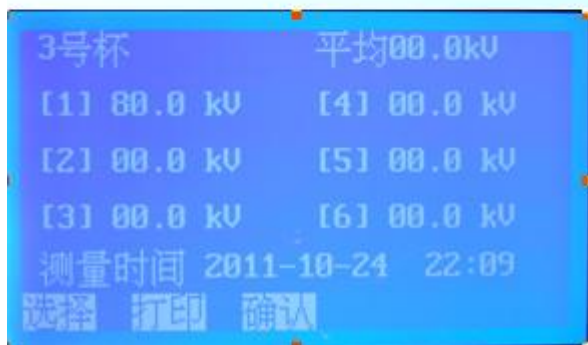 3号杯 平均00.0kV
[1] 80.0 kV [4] 00.0 kV
[2] 00.0 kV [5] 00.0 kV
[3] 00.0 kV [6] 00.0 kV
测量时间 2011-10-24 22:09
选择 打印 确认